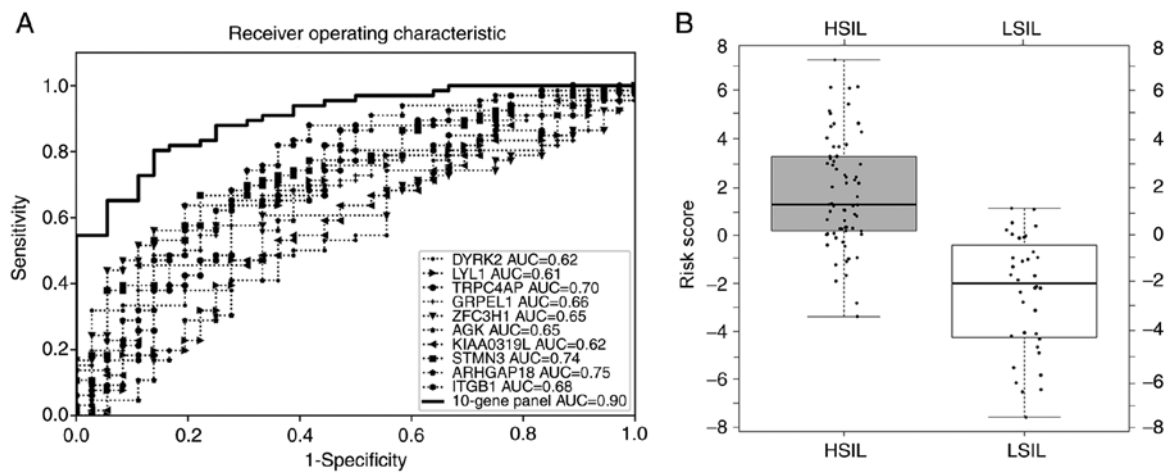 A
Receiver operating characteristic
1.0
0.8
0.6
0.4
0.2
0.0
Sensitivity
DYRK2 AUC=0.62
LYL1 AUC=0.61
TRPC4AP AUC=0.70
GRPEL1 AUC=0.66
ZFC3H1 AUC=0.65
AGK AUC=0.65
KIAA0319L AUC=0.62
STMN3 AUC=0.74
ARHGAP18 AUC=0.75
ITGB1 AUC=0.68
10-gene panel AUC=0.90
0.0 0.2 0.4 0.6 0.8 1.0
1-Specificity
B
HSIL LSIL
8 8
6 6
4 4
2 2
0 0
−2 −2
−4 −4
−6 −6
−8 −8
Risk score
HSIL LSIL